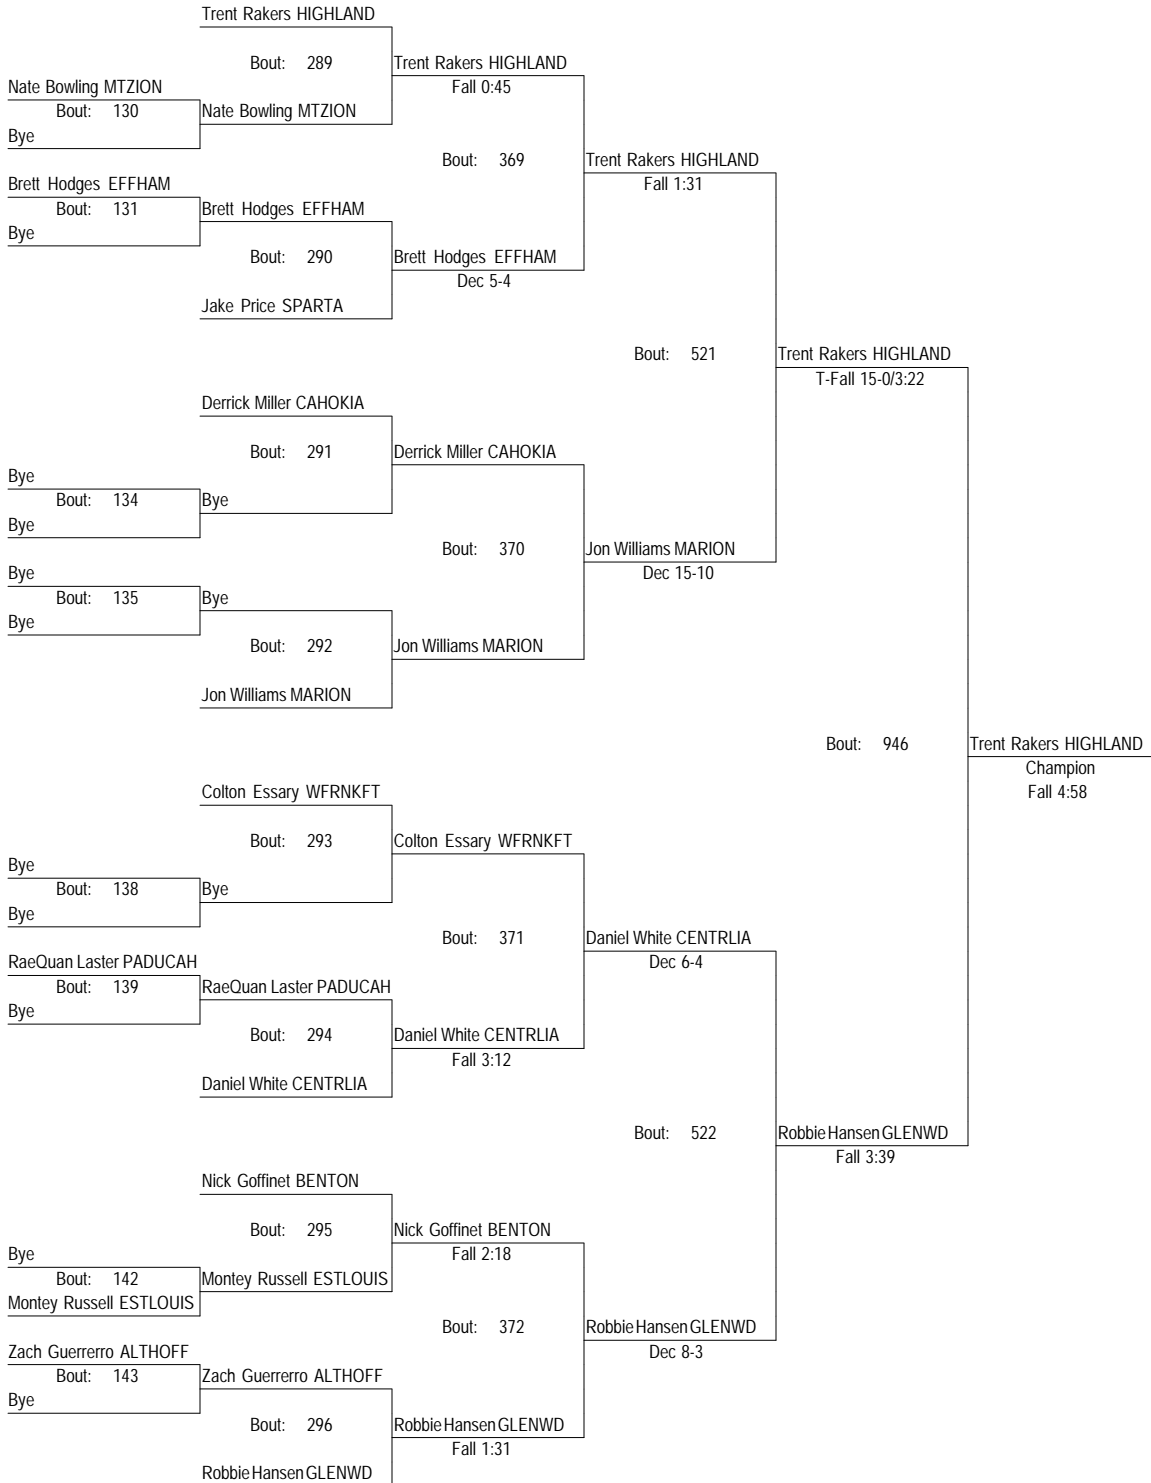 Trent Rakers HIGHLAND
Bout: 289
Trent Rakers HIGHLAND
Fall 0:45
Nate Bowling MTZION
Bout: 130
Nate Bowling MTZION
Bye
Bout: 369
Trent Rakers HIGHLAND
Fall 1:31
Brett Hodges EFFHAM
Bout: 131
Brett Hodges EFFHAM
Bye
Bout: 290
Brett Hodges EFFHAM
Dec 5-4
Jake Price SPARTA
Bout: 521
Trent Rakers HIGHLAND
T-Fall 15-0/3:22
Derrick Miller CAHOKIA
Bout: 291
Derrick Miller CAHOKIA
Bye
Bout: 134
Bye
Bye
Bout: 370
Jon Williams MARION
Dec 15-10
Bye
Bout: 135
Bye
Bye
Bout: 292
Jon Williams MARION
Jon Williams MARION
Bout: 946
Trent Rakers HIGHLAND
Champion
Fall 4:58
Colton Essary WFRNKFT
Bout: 293
Colton Essary WFRNKFT
Bye
Bout: 138
Bye
Bye
Bout: 371
Daniel White CENTRLIA
Dec 6-4
RaeQuan Laster PADUCAH
Bout: 139
RaeQuan Laster PADUCAH
Bye
Bout: 294
Daniel White CENTRLIA
Fall 3:12
Daniel White CENTRLIA
Bout: 522
Robbie Hansen GLENWD
Fall 3:39
Nick Goffinet BENTON
Bout: 295
Nick Goffinet BENTON
Fall 2:18
Bye
Bout: 142
Montey Russell ESTLOUIS
Montey Russell ESTLOUIS
Bout: 372
Robbie Hansen GLENWD
Dec 8-3
Zach Guerrerro ALTHOFF
Bout: 143
Zach Guerrerro ALTHOFF
Bye
Bout: 296
Robbie Hansen GLENWD
Fall 1:31
Robbie Hansen GLENWD